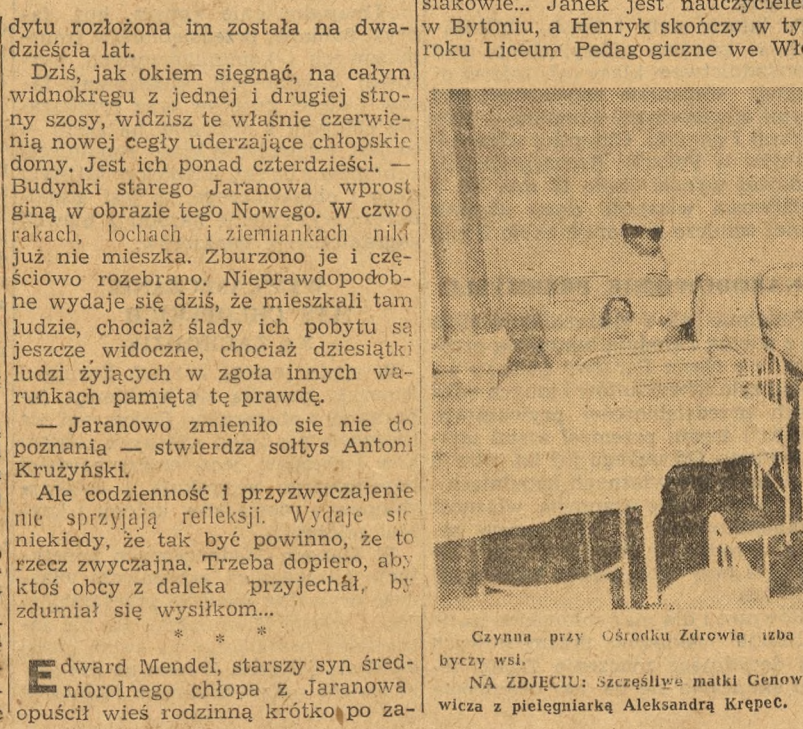 dytu rozłożona im została na dwa-
dzieścia lat.
Dziś, jak okiem sięgnąć, na całym
widnokręgu z jednej i drugiej stro-
ny szosy, widzisz te właśnie czerwie-
nią nowej cegły uderzające chłopskie
domy. Jest ich ponad czterdzieści. —
Budynki starego Jaranowa wprost
giną w obrazie tego Nowego. W czwo
rakach, lochach i ziemiankach nikt
już nie mieszka. Zburzono je i czę-
ściowo rozebrano. Nieprawdopodob-
ne wydaje się dziś, że mieszkali tam
ludzie, chociaż ślady ich pobytu są
jeszcze widoczne, chociaż dziesiątki
ludzi żyjących w zgoła innych wa-
runkach pamięta tę prawdę.
— Jaranowo zmieniło się nie do
poznania — stwierdza sołtys Antoni
Krużyński.
Ale codzienność i przyzwyczajenie
nie sprzyjają refleksji. Wydaje się
niekiedy, że tak być powinno, że to
rzecz zwyczajna. Trzeba dopiero, aby
ktoś obcy z daleka przyjechał, by
zdumiał się wysiłkom...
* * *
Edward Mendel, starszy syn śred-
niorolnego chłopa z Jaranowa
opuścił wieś rodzinną krótko po za-
siakowie... Janek jest nauczyciele
w Bytoniu, a Henryk skończy w ty
roku Liceum Pedagogiczne we Wło
Czynna przy Ośrodku Zdrowia izba
byczy wsi.
NA ZDJĘCIU: Szczęśliwe matki Genow
wicza z pielęgniarką Aleksandrą Krępeć.